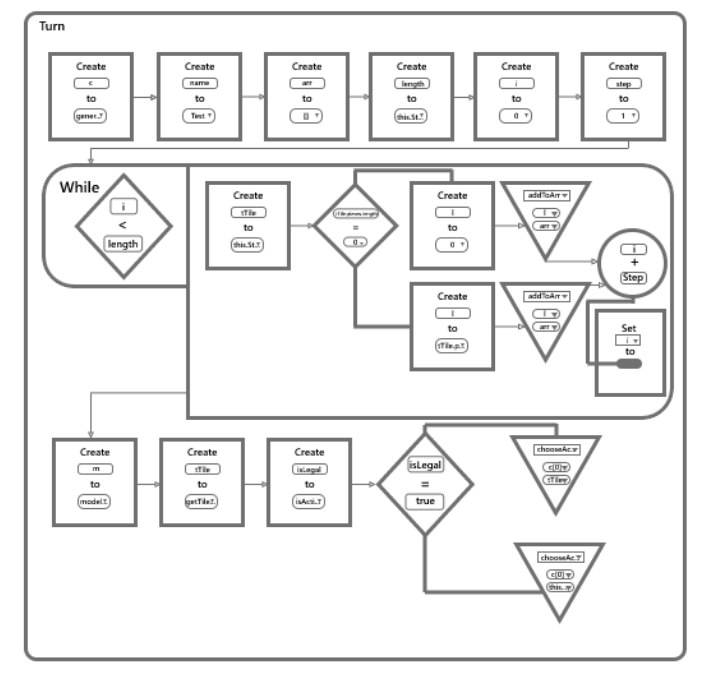 Turn
Create
c
to
gener..
Create
name
to
Test
Create
arr
to
[]
Create
length
to
this.St.
Create
i
to
0
Create
step
to
1
While
i
<
length
Create
tTile
to
this.St.
=
0
Create
l
to
0
addToArr
l
arr
i
+
Step
Create
l
to
tTile.p.
addToArr
l
arr
Set
i
to
Create
m
to
model.
Create
tTile
to
getTile.
Create
isLegal
to
isActi..
isLegal
=
true
chooseAc.
c[0]
tTile
chooseAc.
c[0]
this..